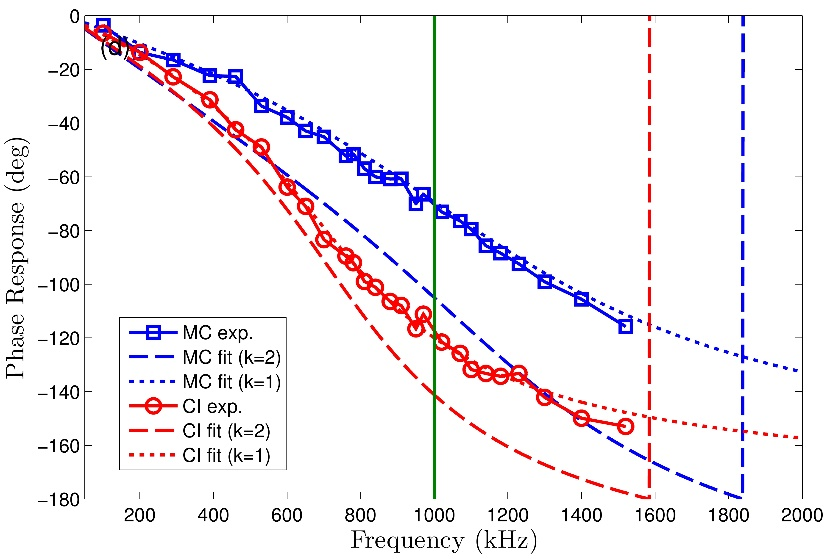 0
−20
−40
−60
−80
−100
−120
−140
−160
−180
Phase Response (deg)
(d)
MC exp.
MC fit (k=2)
MC fit (k=1)
CI exp.
CI fit (k=2)
CI fit (k=1)
200 400 600 800 1000 1200 1400 1600 1800 2000
Frequency (kHz)